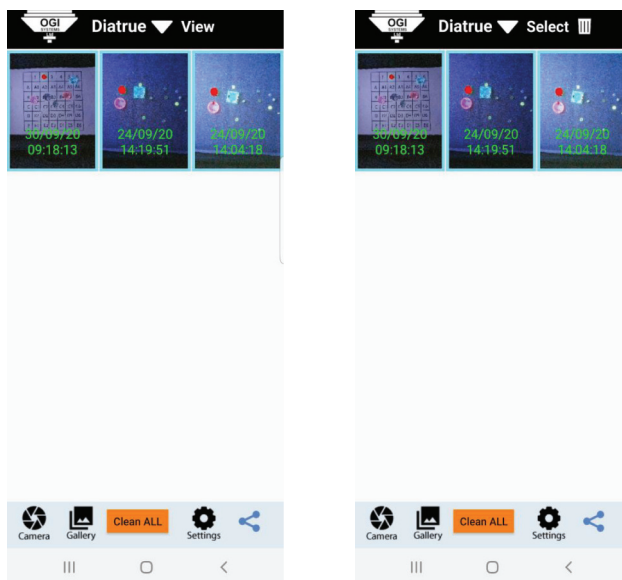 OGI
SYSTEMS
Ltd
Diatrue View
30/09/20
09:18:13
24/09/20
14:19:51
24/09/20
14:04:18
Camera
Gallery
Clean ALL
Settings
OGI
SYSTEMS
Ltd
Diatrue Select
30/09/20
09:18:13
24/09/20
14:19:51
24/09/20
14:04:18
Camera
Gallery
Clean ALL
Settings